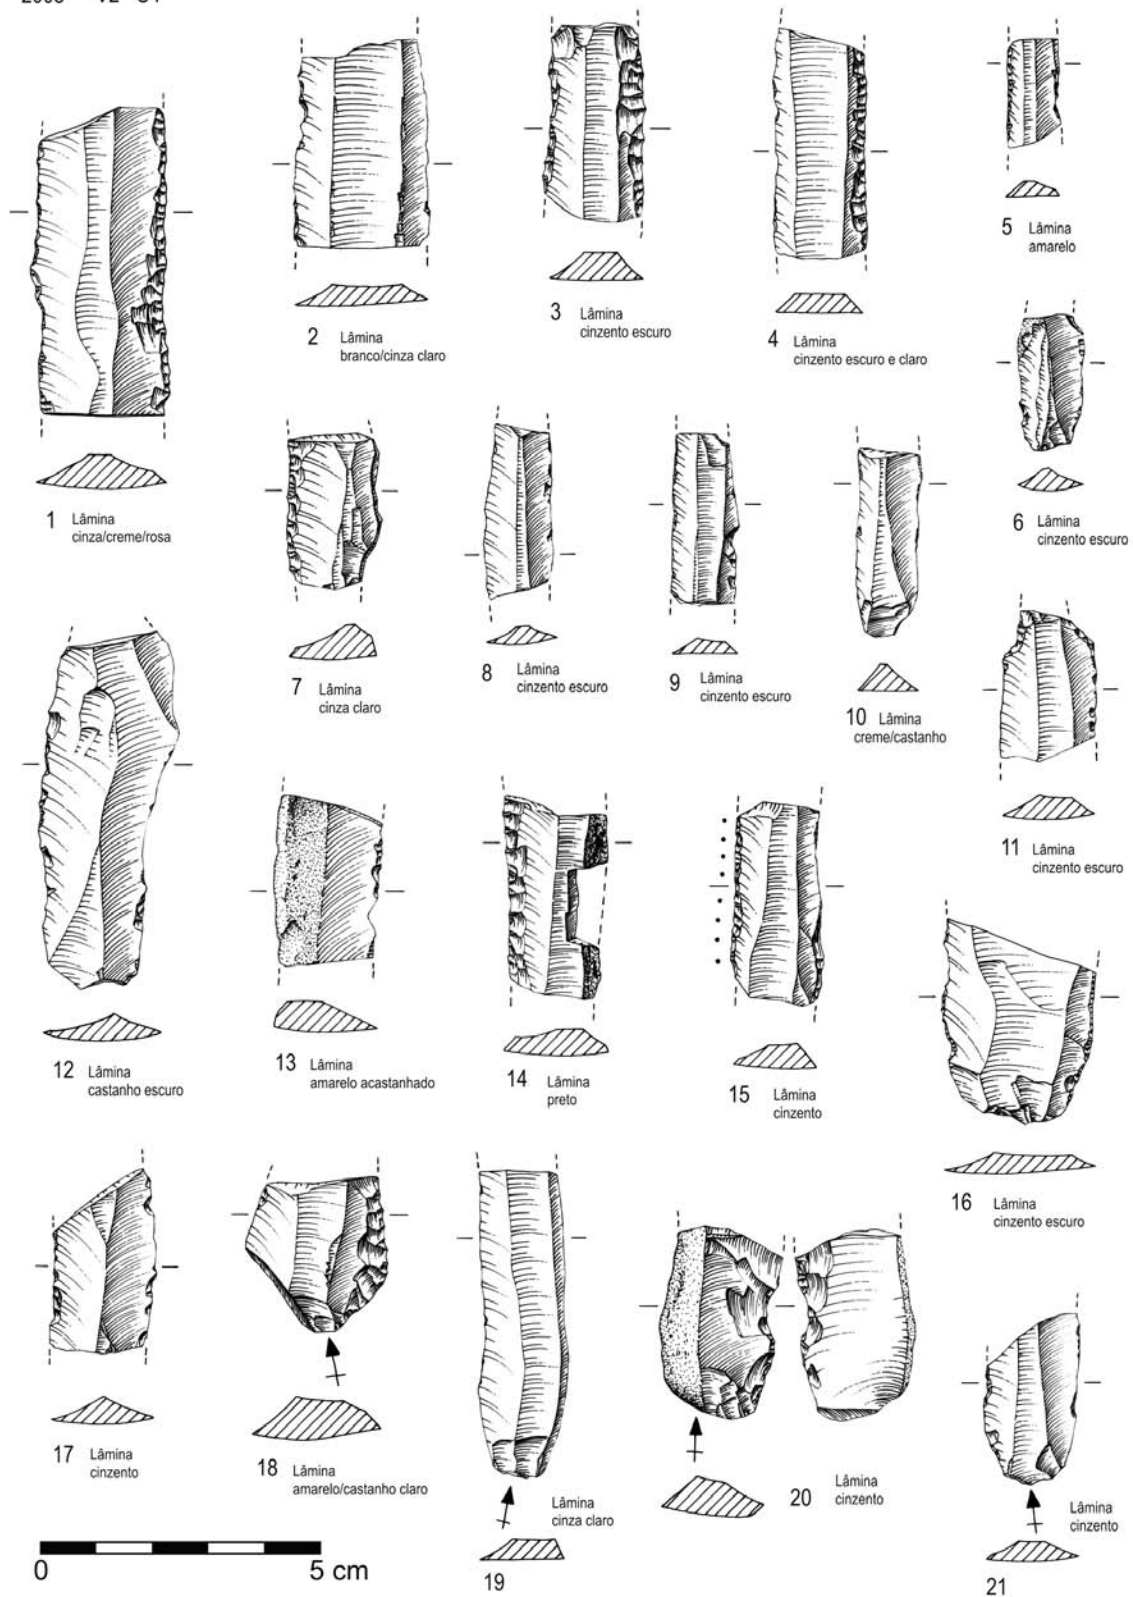 1 Lâmina
cinza/creme/rosa
2 Lâmina
branco/cinza claro
3 Lâmina
cinzento escuro
4 Lâmina
cinzento escuro e claro
5 Lâmina
amarelo
6 Lâmina
cinzento escuro
7 Lâmina
cinza claro
8 Lâmina
cinzento escuro
9 Lâmina
cinzento escuro
10 Lâmina
creme/castanho
11 Lâmina
cinzento escuro
12 Lâmina
castanho escuro
13 Lâmina
amarelo acastanhado
14 Lâmina
preto
15 Lâmina
cinzento
16 Lâmina
cinzento escuro
17 Lâmina
cinzento
18 Lâmina
amarelo/castanho claro
Lâmina
cinza claro
19
20 Lâmina
cinzento
Lâmina
cinzento
21
0 5 cm